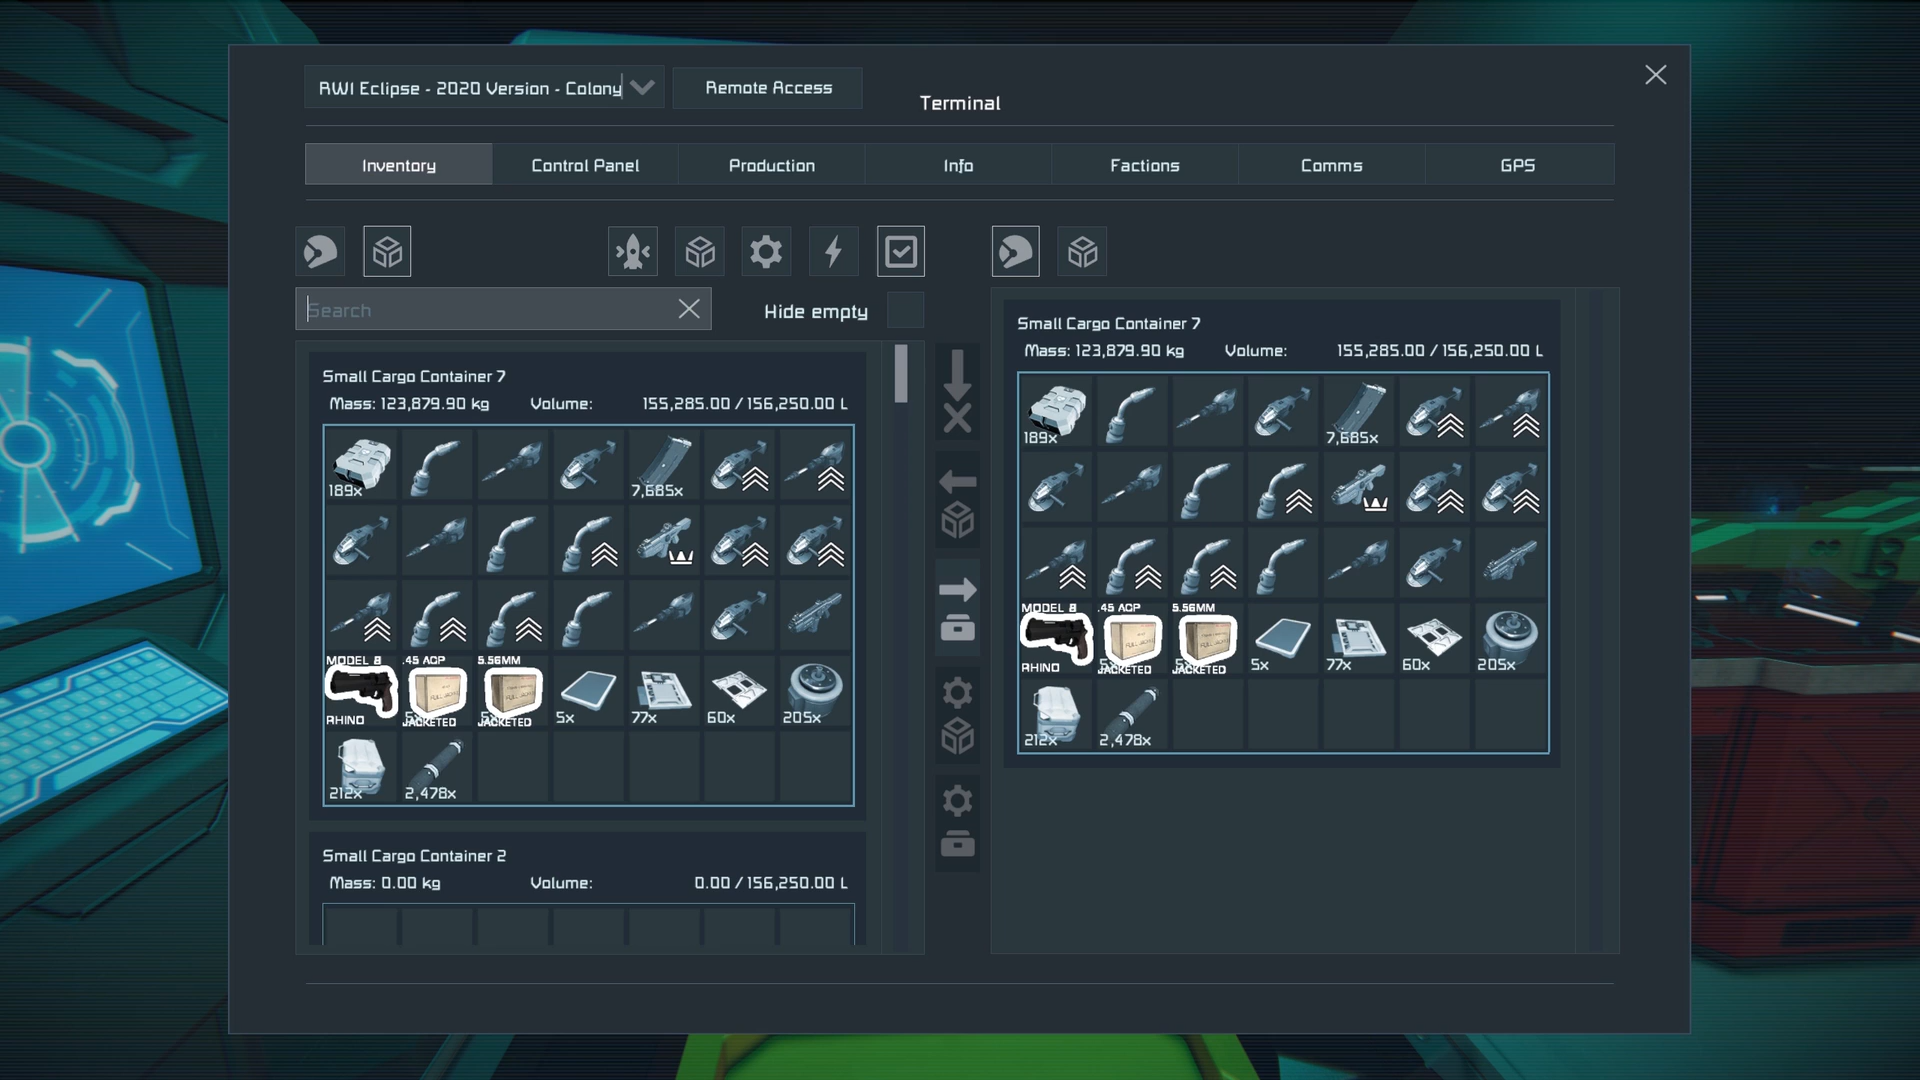 RWI Eclipse - 2020 Version - Colony
Remote Access
Terminal
Inventory
Control Panel
Production
Info
Factions
Comms
GPS
Search
Hide empty
Small Cargo Container 7
Mass: 123,879.90 kg
Volume:
155,285.00 / 156,250.00 L
189x
7,685x
MODEL 8
RHINO
.45 ACP
JACKETED
5.56MM
JACKETED
5x
77x
60x
205x
212x
2,478x
Small Cargo Container 2
Mass: 0.00 kg
Volume:
0.00 / 156,250.00 L
Small Cargo Container 7
Mass: 123,879.90 kg
Volume:
155,285.00 / 156,250.00 L
189x
7,685x
MODEL 8
RHINO
.45 ACP
JACKETED
5.56MM
JACKETED
5x
77x
60x
205x
212x
2,478x